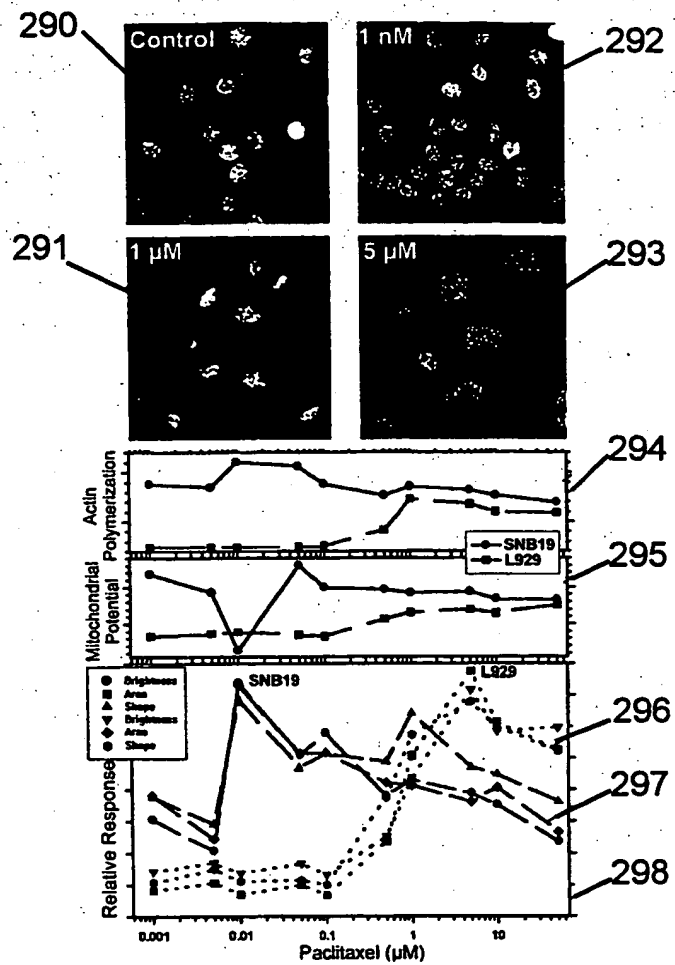 290
Control
1 nM
292
291
1 µM
5 µM
293
Actin
Polymerization
294
SNB19
L929
Mitochondrial
Potential
295
Brightness
Area
Shape
Brightness
Area
Shape
SNB19
L929
296
297
298
Relative Response
0.001
0.01
0.1
1
10
Paclitaxel (µM)